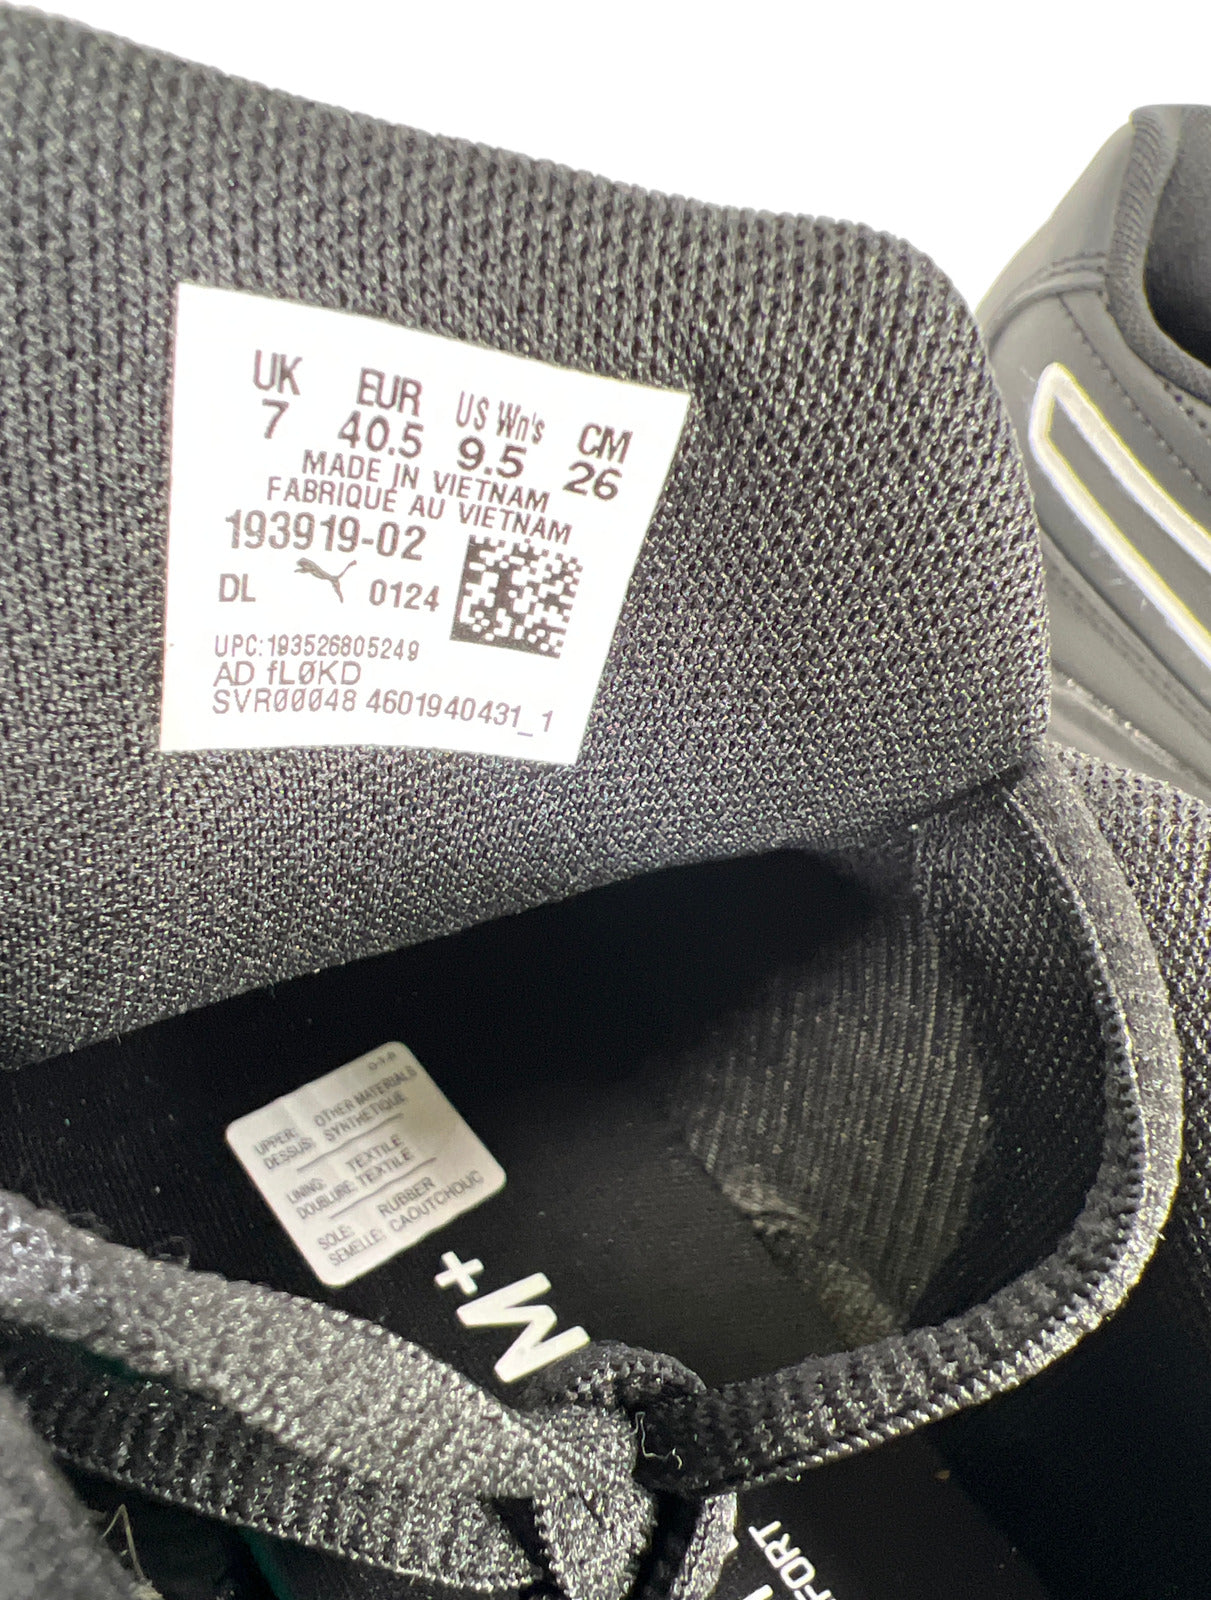 UK EUR US Wn's CM
7 40.5 9.5 26
MADE IN VIETNAM
FABRIQUÉ AU VIETNAM
193919-02
DL 0124
UPC:193526805249
AD fLØKD
SVR00048 4601940431_1
UPPER: OTHER MATERIALS
DESSUS: SYNTHETIQUE
LINING: TEXTILE
DOUBLURE: TEXTILE
SOLE: RUBBER
SEMELLE: CAOUTCHOUC
M+